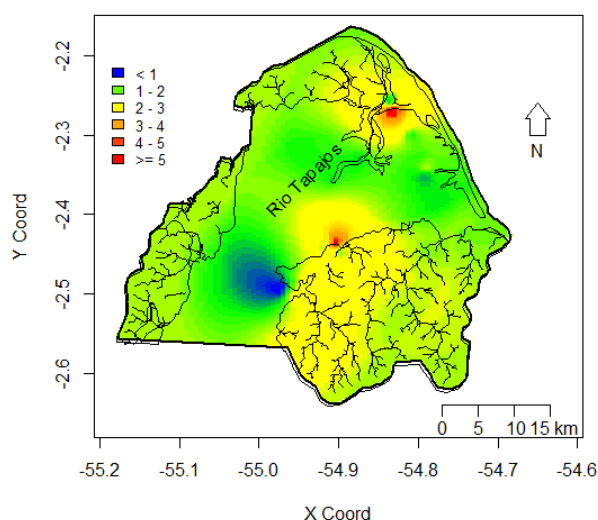 -2.2
-2.3
-2.4
-2.5
-2.6
Y Coord
< 1
1 - 2
2 - 3
3 - 4
4 - 5
>= 5
Rio Tapajos
N
0 5 10 15 km
-55.2 -55.1 -55.0 -54.9 -54.8 -54.7 -54.6
X Coord